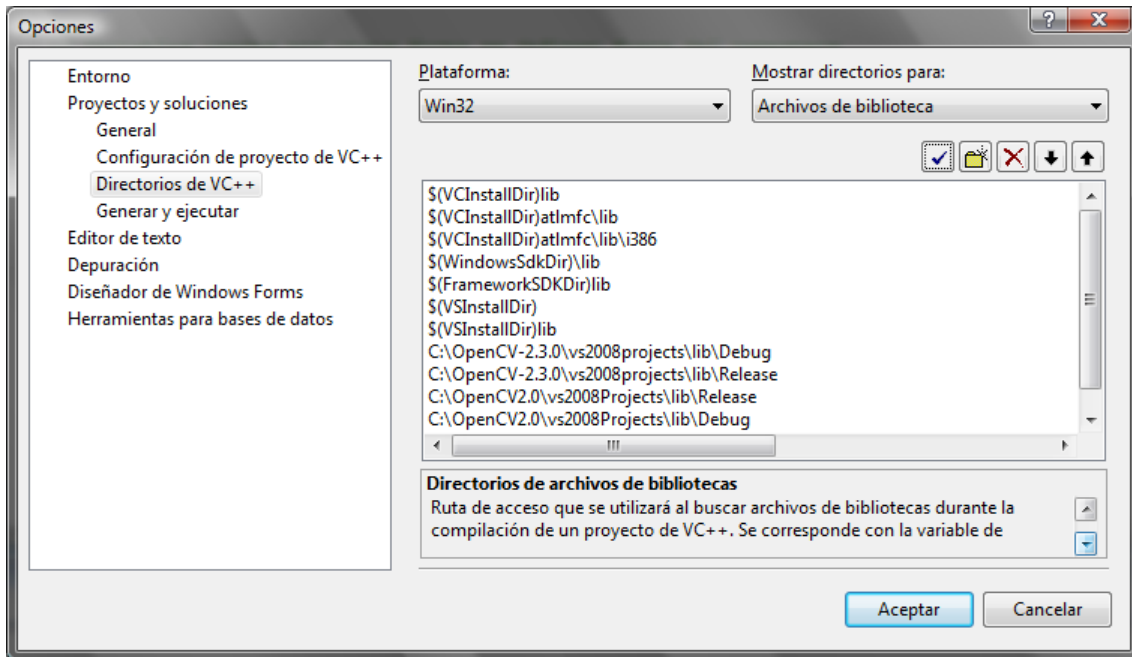 Opciones
Entorno
Proyectos y soluciones
General
Configuración de proyecto de VC++
Directorios de VC++
Generar y ejecutar
Editor de texto
Depuración
Diseñador de Windows Forms
Herramientas para bases de datos
Plataforma:
Win32
Mostrar directorios para:
Archivos de biblioteca
$(VCInstallDir)lib
$(VCInstallDir)atlmfc\lib
$(VCInstallDir)atlmfc\lib\i386
$(WindowsSdkDir)\lib
$(FrameworkSDKDir)lib
$(VSInstallDir)
$(VSInstallDir)lib
C:\OpenCV-2.3.0\vs2008projects\lib\Debug
C:\OpenCV-2.3.0\vs2008projects\lib\Release
C:\OpenCV2.0\vs2008Projects\lib\Release
C:\OpenCV2.0\vs2008Projects\lib\Debug
Directorios de archivos de bibliotecas
Ruta de acceso que se utilizará al buscar archivos de bibliotecas durante la
compilación de un proyecto de VC++. Se corresponde con la variable de
Aceptar
Cancelar